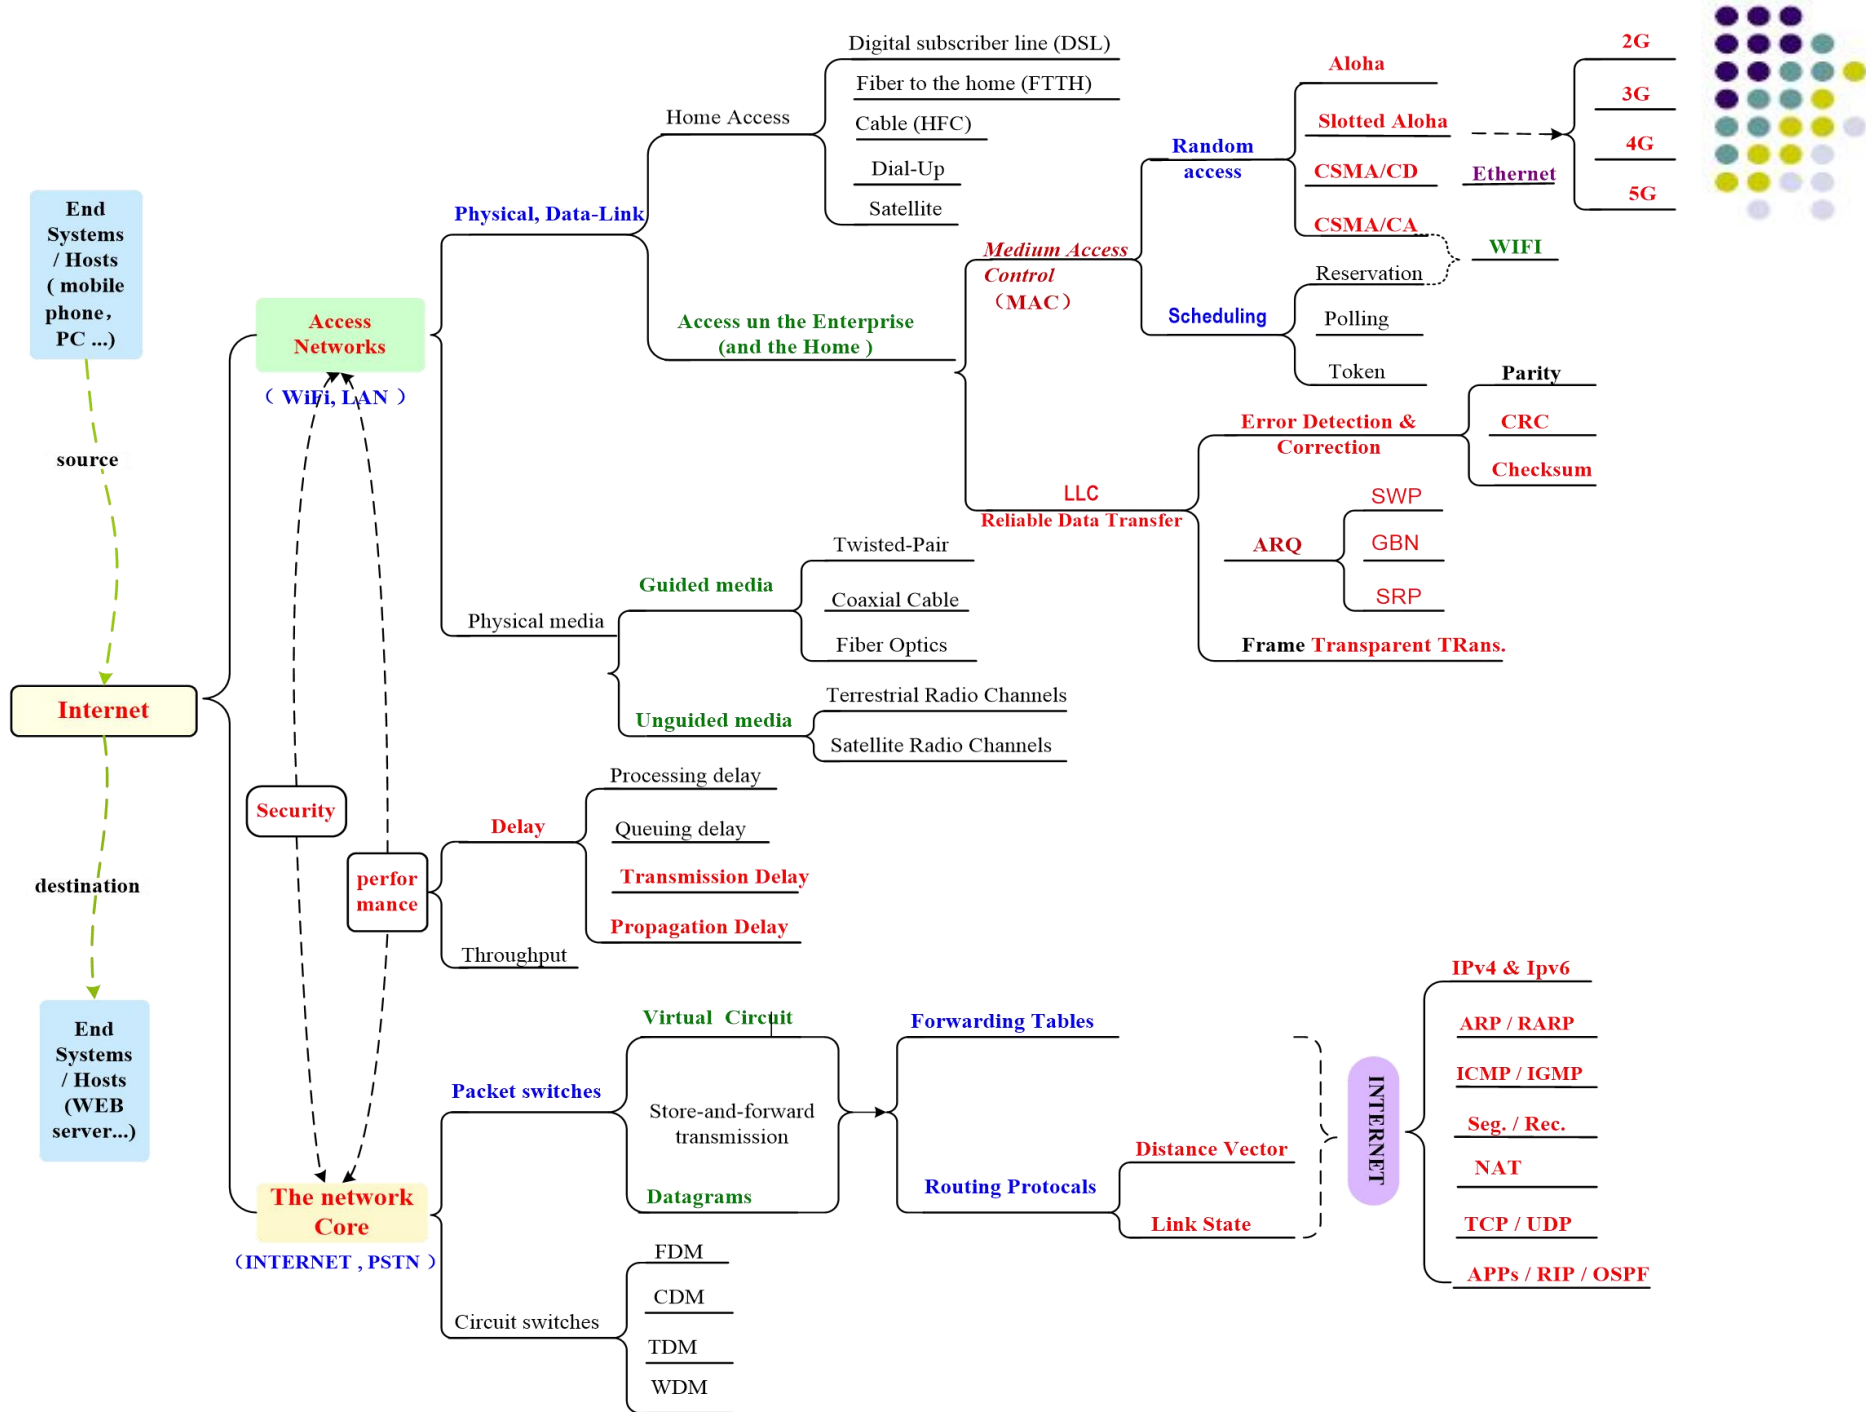 End
Systems
/ Hosts
( mobile
phone，
PC ...)
source
Internet
destination
End
Systems
/ Hosts
(WEB
server...)
Access
Networks
（ WiFi, LAN ）
Security
perfor
mance
The network
Core
（INTERNET , PSTN ）
Physical, Data-Link
Home Access
Digital subscriber line (DSL)
Fiber to the home (FTTH)
Cable (HFC)
Dial-Up
Satellite
Access un the Enterprise
(and the Home )
Medium Access
Control
（MAC）
Random
access
Aloha
Slotted Aloha
CSMA/CD
CSMA/CA
2G
3G
4G
5G
Ethernet
WIFI
Scheduling
Reservation
Polling
Token
LLC
Reliable Data Transfer
Error Detection &
Correction
Parity
CRC
Checksum
ARQ
SWP
GBN
SRP
Frame Transparent TRans.
Physical media
Guided media
Twisted-Pair
Coaxial Cable
Fiber Optics
Unguided media
Terrestrial Radio Channels
Satellite Radio Channels
Delay
Processing delay
Queuing delay
Transmission Delay
Propagation Delay
Throughput
Packet switches
Virtual Circuit
Store-and-forward
transmission
Datagrams
Forwarding Tables
Routing Protocals
Distance Vector
Link State
INTERNET
IPv4 & Ipv6
ARP / RARP
ICMP / IGMP
Seg. / Rec.
NAT
TCP / UDP
APPs / RIP / OSPF
Circuit switches
FDM
CDM
TDM
WDM